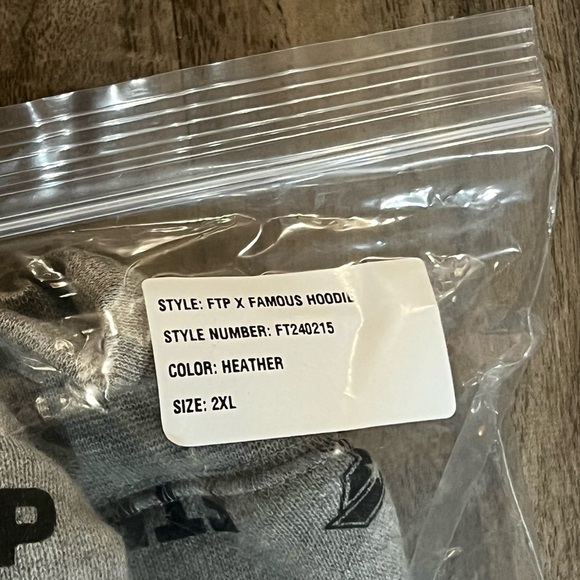 STYLE: FTP X FAMOUS HOODIE
STYLE NUMBER: FT240215
COLOR: HEATHER
SIZE: 2XL
P